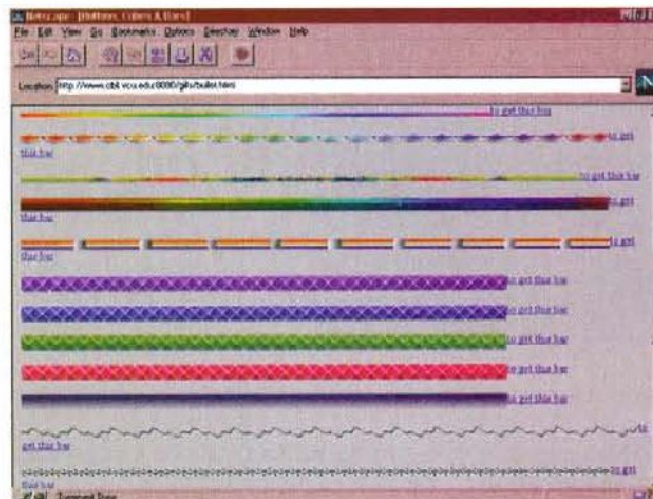 Netscape - [Buttons, Cubes & Bars]
File Edit View Go Bookmarks Options Directory Window Help
Location: http://www.cbil.vcu.edu:8080/gifs/bullet.html
to get this bar
to get
this bar
to get this bar
to get
this bar
to get
this bar
to get this bar
to get this bar
to get this bar
to get this bar
to get this bar
to
get this bar
to get
this bar
Document: Done